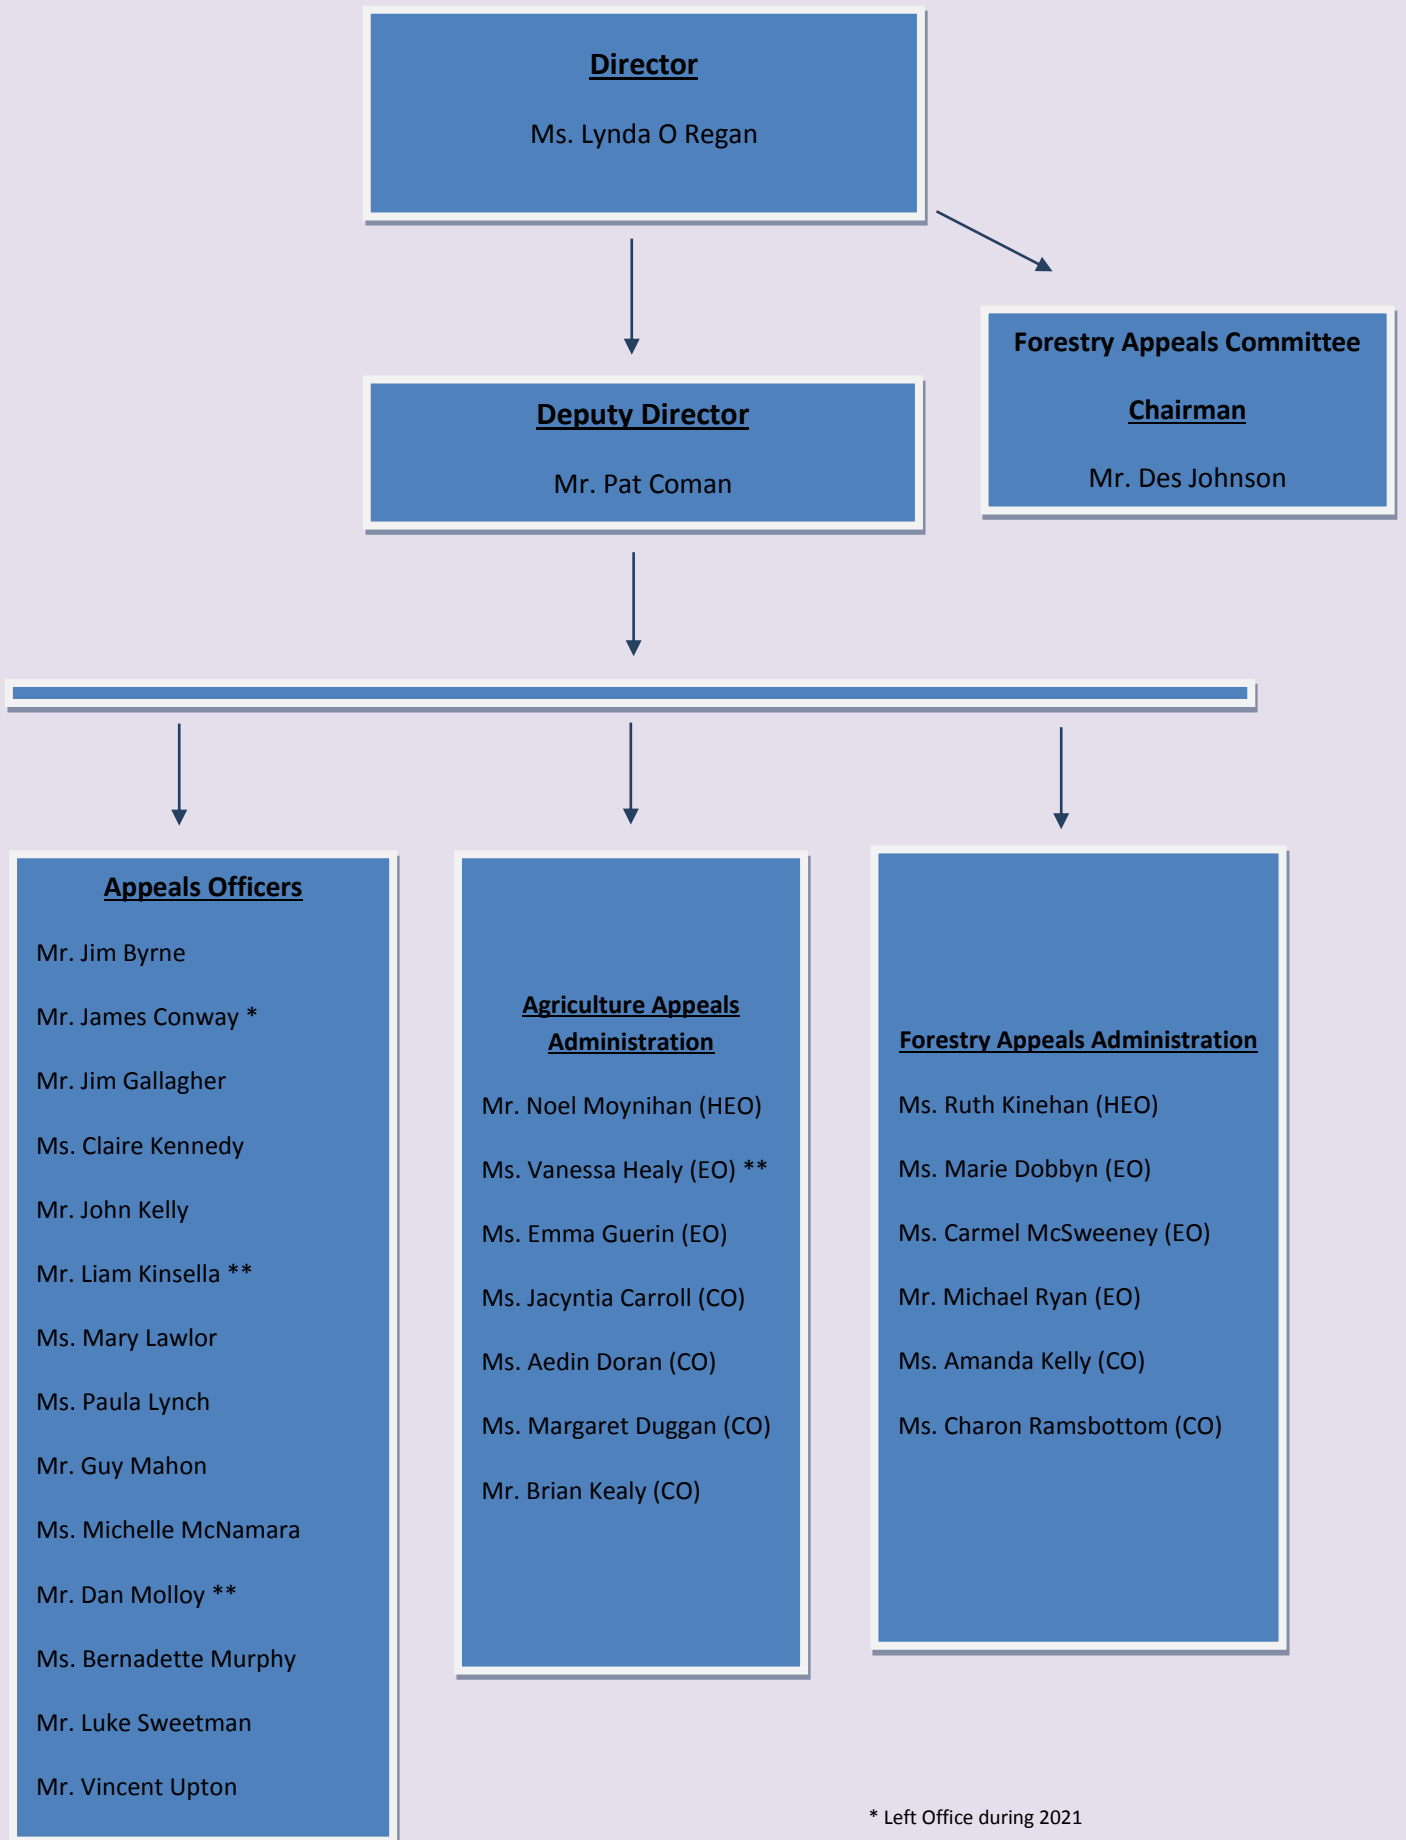 Director
Ms. Lynda O Regan
Forestry Appeals Committee
Chairman
Mr. Des Johnson
Deputy Director
Mr. Pat Coman
Appeals Officers
Mr. Jim Byrne
Mr. James Conway *
Mr. Jim Gallagher
Ms. Claire Kennedy
Mr. John Kelly
Mr. Liam Kinsella **
Ms. Mary Lawlor
Ms. Paula Lynch
Mr. Guy Mahon
Ms. Michelle McNamara
Mr. Dan Molloy **
Ms. Bernadette Murphy
Mr. Luke Sweetman
Mr. Vincent Upton
Agriculture Appeals
Administration
Mr. Noel Moynihan (HEO)
Ms. Vanessa Healy (EO) **
Ms. Emma Guerin (EO)
Ms. Jacyntia Carroll (CO)
Ms. Aedin Doran (CO)
Ms. Margaret Duggan (CO)
Mr. Brian Kealy (CO)
Forestry Appeals Administration
Ms. Ruth Kinehan (HEO)
Ms. Marie Dobbyn (EO)
Ms. Carmel McSweeney (EO)
Mr. Michael Ryan (EO)
Ms. Amanda Kelly (CO)
Ms. Charon Ramsbottom (CO)
* Left Office during 2021